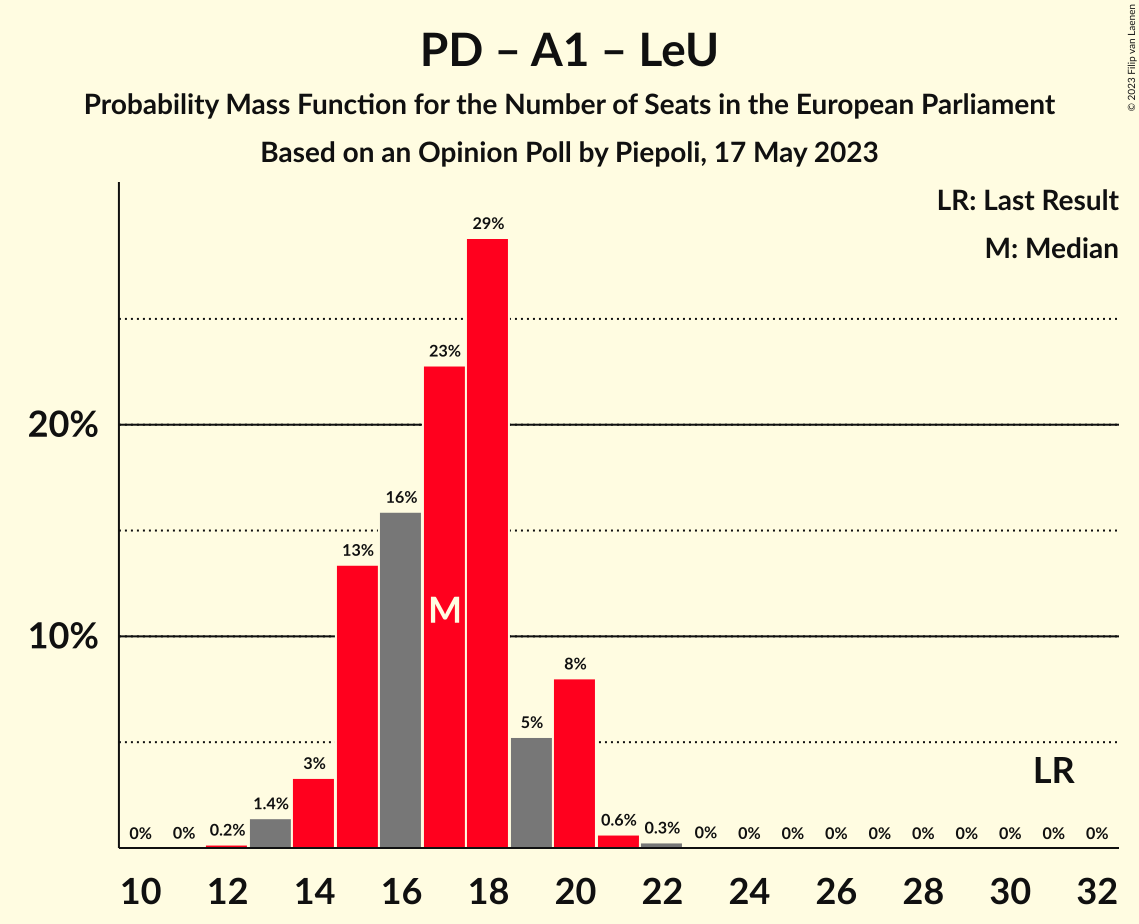 PD – A1 – LeU
Probability Mass Function for the Number of Seats in the European Parliament
Based on an Opinion Poll by Piepoli, 17 May 2023
© 2023 Filip van Laenen
LR: Last Result
M: Median
20%
10%
0% 0% 0.2% 1.4% 3% 13% 16% 23% 29% 5% 8% 0.6% 0.3% 0% 0% 0% 0% 0% 0% 0% 0% 0% 0%
M
LR
10 12 14 16 18 20 22 24 26 28 30 32